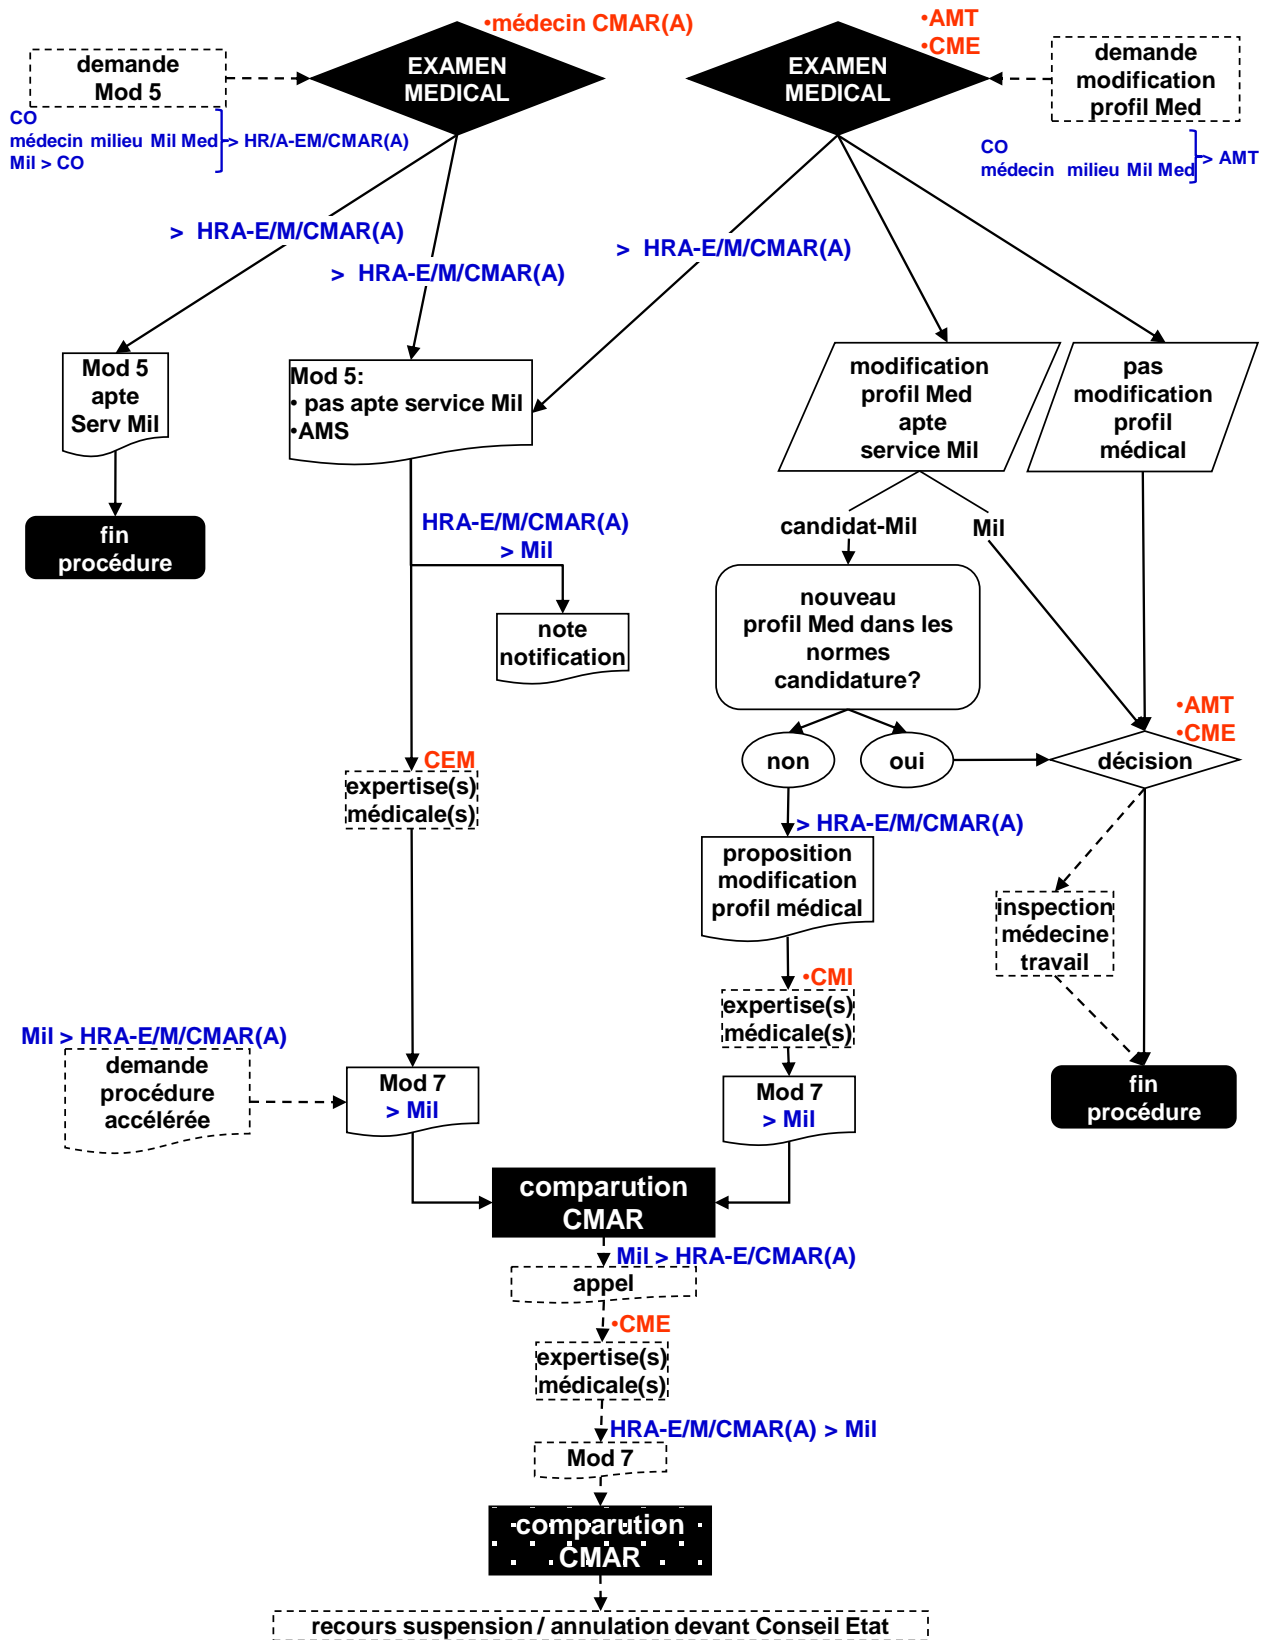 •médecin CMAR(A)
•AMT
•CME
demande
Mod 5
EXAMEN
MEDICAL
EXAMEN
MEDICAL
demande
modification
profil Med
CO
médecin milieu Mil Med > HR/A-EM/CMAR(A)
Mil > CO
CO
médecin milieu Mil Med > AMT
> HRA-E/M/CMAR(A)
> HRA-E/M/CMAR(A)
> HRA-E/M/CMAR(A)
Mod 5
apte
Serv Mil
Mod 5:
• pas apte service Mil
•AMS
modification
profil Med
apte
service Mil
pas
modification
profil
médical
fin
procédure
HRA-E/M/CMAR(A)
> Mil
candidat-Mil
Mil
note
notification
nouveau
profil Med dans les
normes
candidature?
•AMT
•CME
CEM
expertise(s)
médicale(s)
non
oui
décision
> HRA-E/M/CMAR(A)
proposition
modification
profil médical
inspection
médecine
travail
•CMI
expertise(s)
médicale(s)
Mil > HRA-E/M/CMAR(A)
demande
procédure
accélérée
Mod 7
> Mil
Mod 7
> Mil
fin
procédure
comparution
CMAR
Mil > HRA-E/CMAR(A)
appel
•CME
expertise(s)
médicale(s)
HRA-E/M/CMAR(A) > Mil
Mod 7
comparution
CMAR
recours suspension / annulation devant Conseil Etat